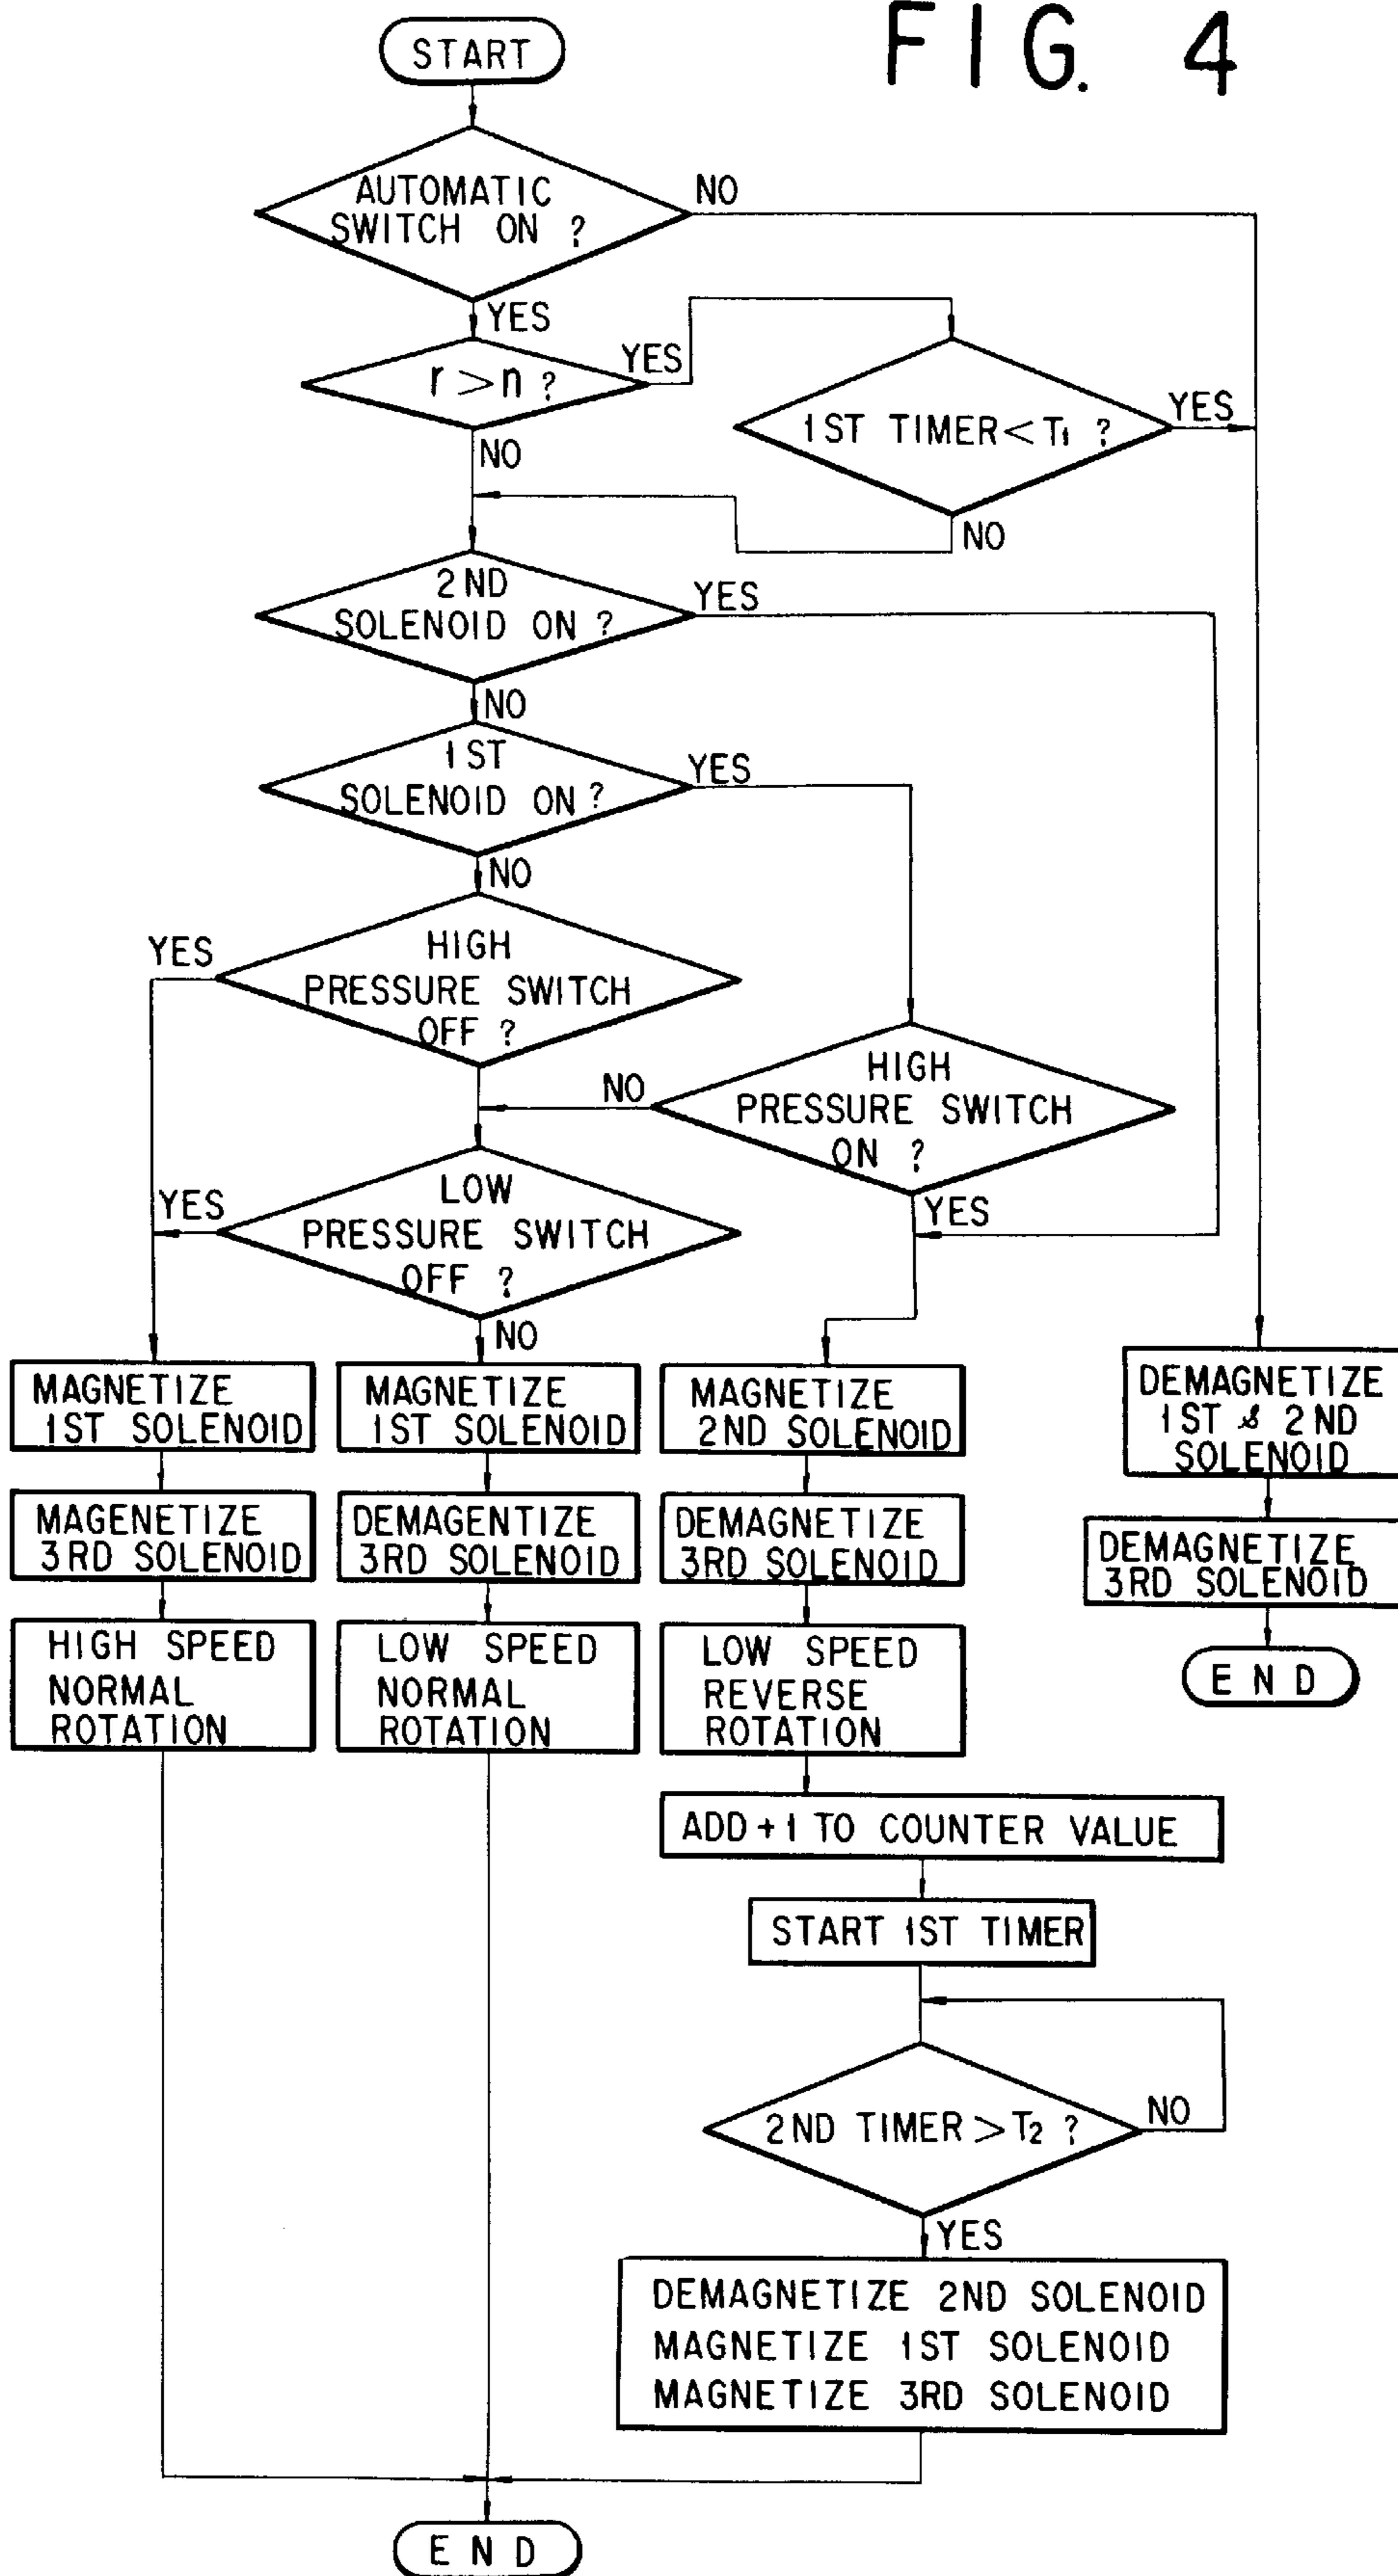 FIG. 4
START
AUTOMATIC
SWITCH ON ?
NO
YES
r > n ?
YES
1ST TIMER < T1 ?
YES
NO
NO
2ND
SOLENOID ON ?
YES
NO
1ST
SOLENOID ON ?
YES
NO
HIGH
PRESSURE SWITCH
OFF ?
YES
HIGH
PRESSURE SWITCH
ON ?
NO
YES
LOW
PRESSURE SWITCH
OFF ?
YES
NO
MAGNETIZE
1ST SOLENOID
MAGENETIZE
3RD SOLENOID
HIGH SPEED
NORMAL
ROTATION
MAGNETIZE
1ST SOLENOID
DEMAGENTIZE
3RD SOLENOID
LOW SPEED
NORMAL
ROTATION
MAGNETIZE
2ND SOLENOID
DEMAGNETIZE
3RD SOLENOID
LOW SPEED
REVERSE
ROTATION
DEMAGNETIZE
1ST & 2ND
SOLENOID
DEMAGNETIZE
3RD SOLENOID
END
ADD +1 TO COUNTER VALUE
START 1ST TIMER
2ND TIMER > T2 ?
NO
YES
DEMAGNETIZE 2ND SOLENOID
MAGNETIZE 1ST SOLENOID
MAGNETIZE 3RD SOLENOID
END